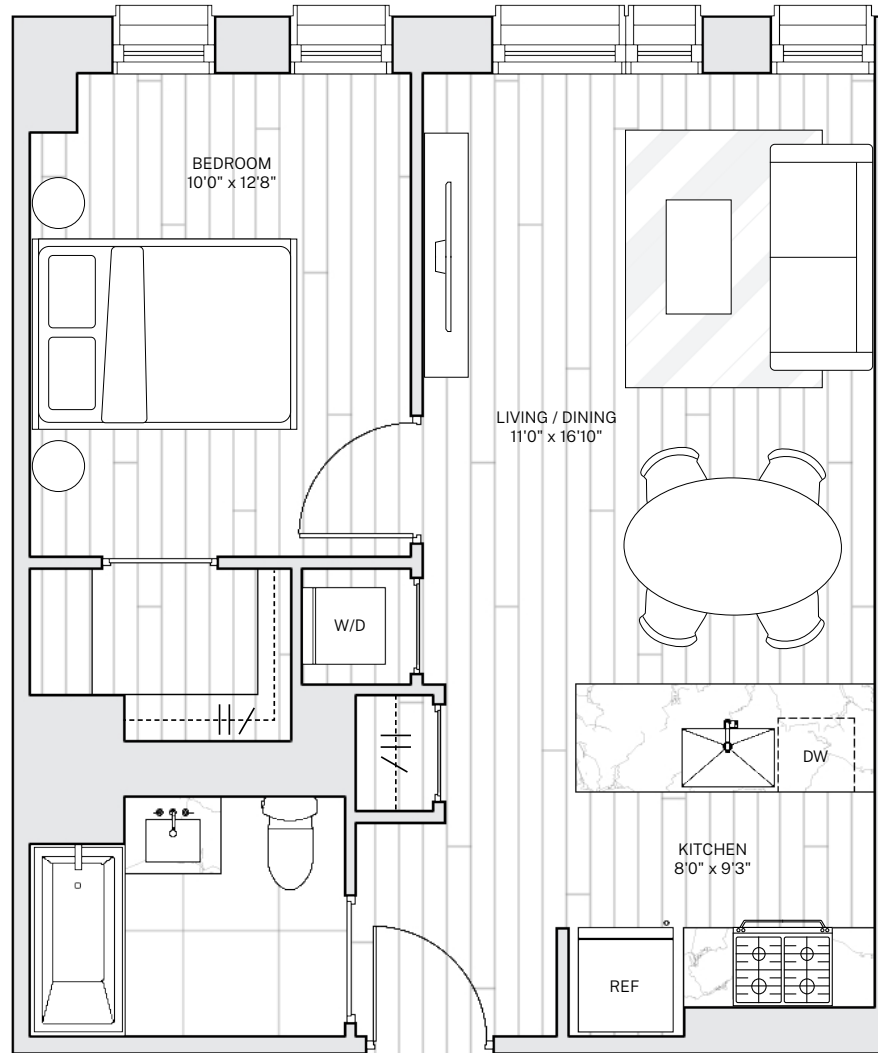 BEDROOM
10'0" x 12'8"
LIVING / DINING
11'0" x 16'10"
W/D
DW
KITCHEN
8'0" x 9'3"
REF